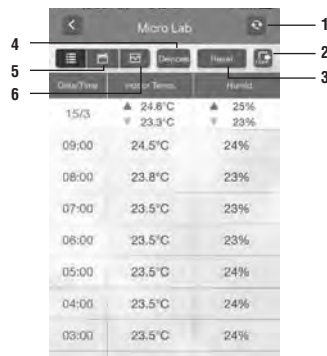 Micro Lab
1
4
2
Devices
Reset
5
3
6
Date/Time Indoor Temp. Humid.
15/3 ▲ 24.6°C ▲ 25%
▼ 23.3°C ▼ 23%
09:00 24.5°C 24%
08:00 23.8°C 23%
07:00 23.5°C 23%
06:00 23.5°C 23%
05:00 23.5°C 24%
04:00 23.5°C 24%
03:00 23.5°C 24%